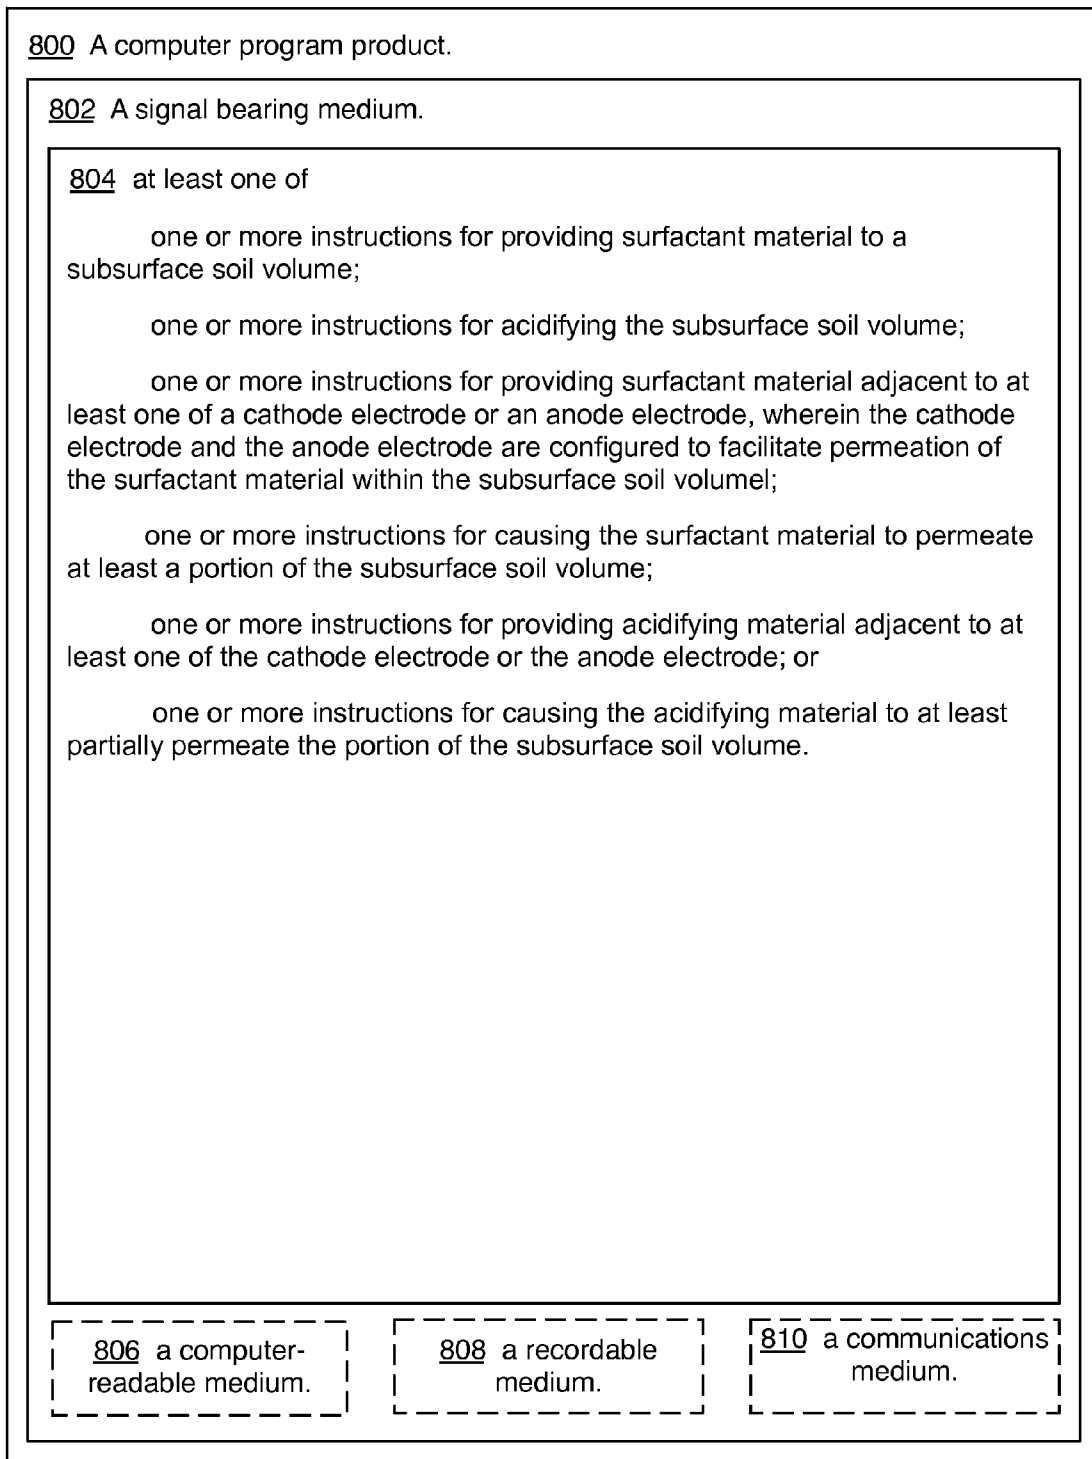 800 A computer program product.
802 A signal bearing medium.
804 at least one of
one or more instructions for providing surfactant material to a
subsurface soil volume;
one or more instructions for acidifying the subsurface soil volume;
one or more instructions for providing surfactant material adjacent to at
least one of a cathode electrode or an anode electrode, wherein the cathode
electrode and the anode electrode are configured to facilitate permeation of
the surfactant material within the subsurface soil volumel;
one or more instructions for causing the surfactant material to permeate
at least a portion of the subsurface soil volume;
one or more instructions for providing acidifying material adjacent to at
least one of the cathode electrode or the anode electrode; or
one or more instructions for causing the acidifying material to at least
partially permeate the portion of the subsurface soil volume.
806 a computer-
readable medium.
808 a recordable
medium.
810 a communications
medium.